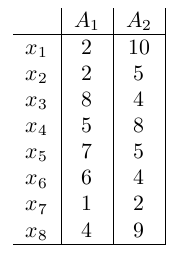 A₁ A₂
x₁ 2 10
x₂ 2 5
x₃ 8 4
x₄ 5 8
x₅ 7 5
x₆ 6 4
x₇ 1 2
x₈ 4 9